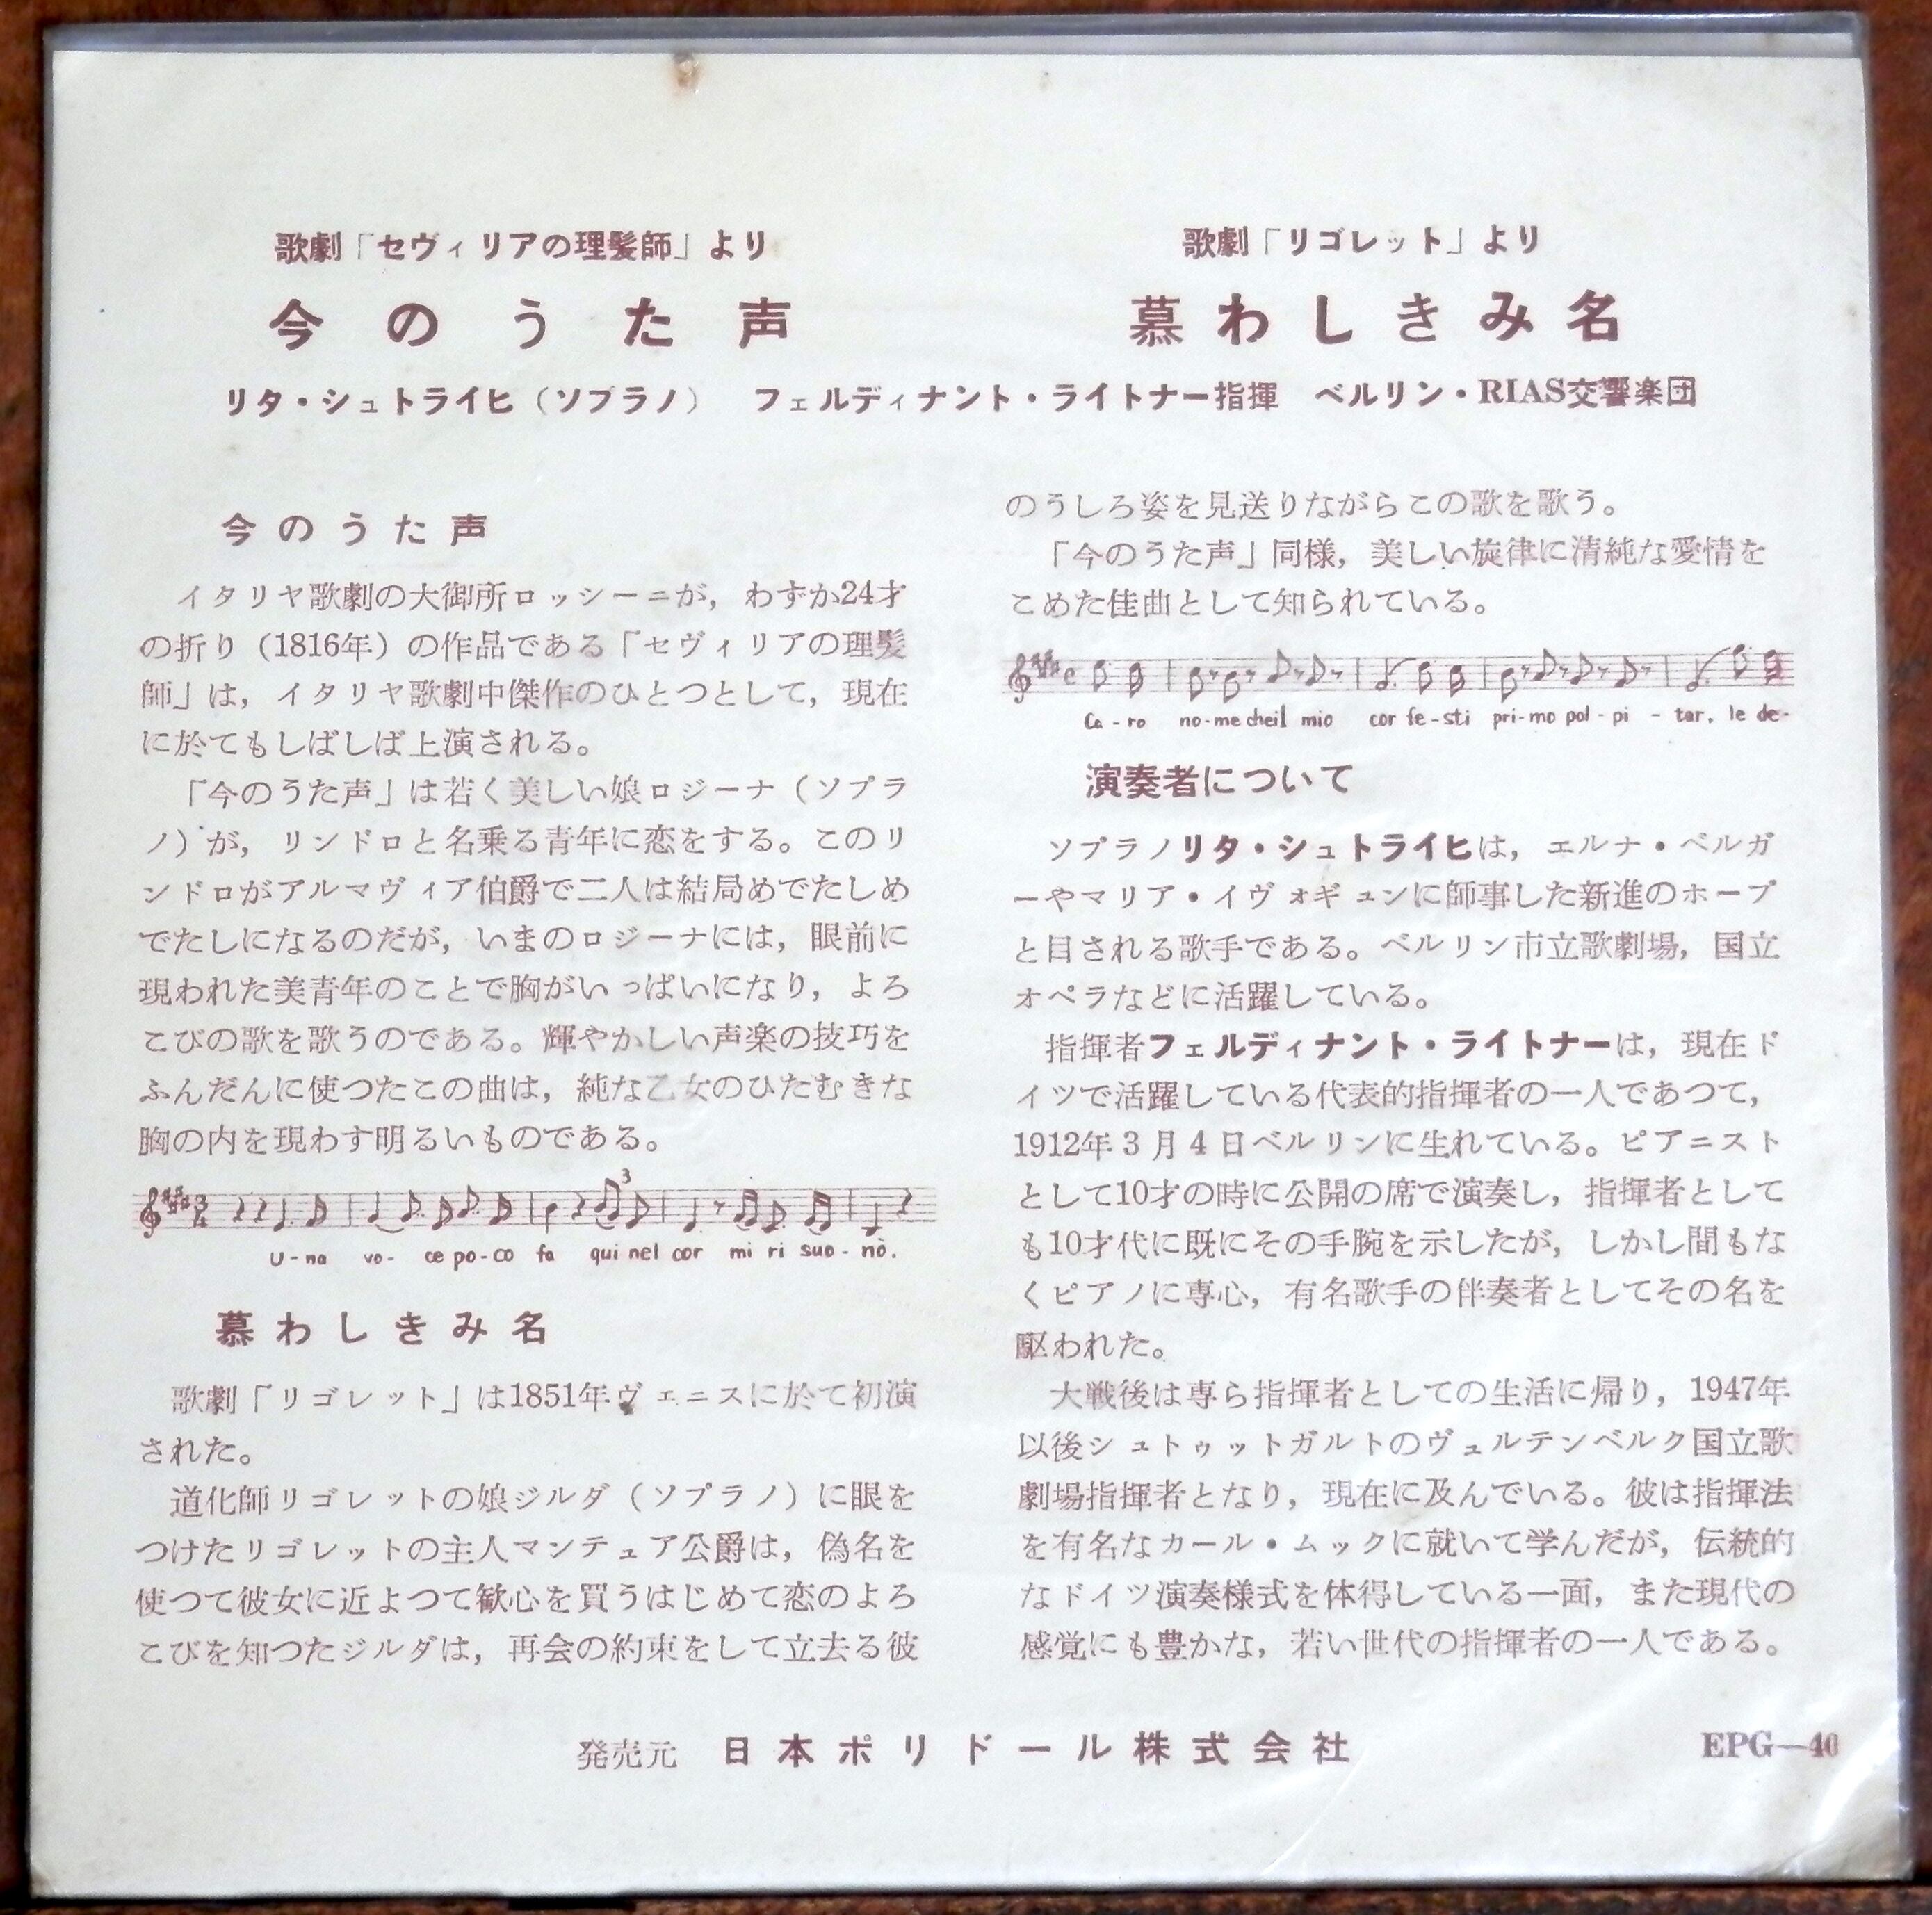 歌劇「セヴィリアの理髪師」より
今のうた声
歌劇「リゴレット」より
慕わしきみ名
リタ・シュトライヒ（ソプラノ） フェルディナント・ライトナー指揮 ベルリン・RIAS交響楽団
今のうた声
イタリヤ歌劇の大御所ロッシーニが，わずか24才
の折り（1816年）の作品である「セヴィリアの理髪
師」は，イタリヤ歌劇中傑作のひとつとして，現在
に於てもしばしば上演される。
「今のうた声」は若く美しい娘ロジーナ（ソプラ
ノ）が，リンドロと名乗る青年に恋をする。このリ
ンドロがアルマヴィア伯爵で二人は結局めでたしめ
でたしになるのだが，いまのロジーナには，眼前に
現われた美青年のことで胸がいっぱいになり，よろ
こびの歌を歌うのである。輝やかしい声楽の技巧を
ふんだんに使つたこの曲は，純な乙女のひたむきな
胸の内を現わす明るいものである。
3
U-na vo- ce po-co fa qui nel cor mi ri suo-nò.
慕わしきみ名
歌劇「リゴレット」は1851年ヴェニスに於て初演
された。
道化師リゴレットの娘ジルダ（ソプラノ）に眼を
つけたリゴレットの主人マンテュア公爵は，偽名を
使つて彼女に近よつて歓心を買うはじめて恋のよろ
こびを知つたジルダは，再会の約束をして立去る彼
のうしろ姿を見送りながらこの歌を歌う。
「今のうた声」同様，美しい旋律に清純な愛情を
こめた佳曲として知られている。
Ca-ro no-me cheil mio cor fe-sti pri-mo pol-pi-tar, le de-
演奏者について
ソプラノリタ・シュトライヒは，エルナ・ベルガ
ーやマリア・イヴォギュンに師事した新進のホープ
と目される歌手である。ベルリン市立歌劇場，国立
オペラなどに活躍している。
指揮者フェルディナント・ライトナーは，現在ド
イツで活躍している代表的指揮者の一人であつて，
1912年3月4日ベルリンに生れている。ピアニスト
として10才の時に公開の席で演奏し，指揮者として
も10才代に既にその手腕を示したが，しかし間もな
くピアノに専心，有名歌手の伴奏者としてその名を
駆われた。
大戦後は専ら指揮者としての生活に帰り，1947年
以後シュトゥットガルトのヴュルテンベルク国立歌
劇場指揮者となり，現在に及んでいる。彼は指揮法
を有名なカール・ムックに就いて学んだが，伝統的
なドイツ演奏様式を体得している一面，また現代の
感覚にも豊かな，若い世代の指揮者の一人である。
発売元 日本ポリドール株式会社
EPG—40